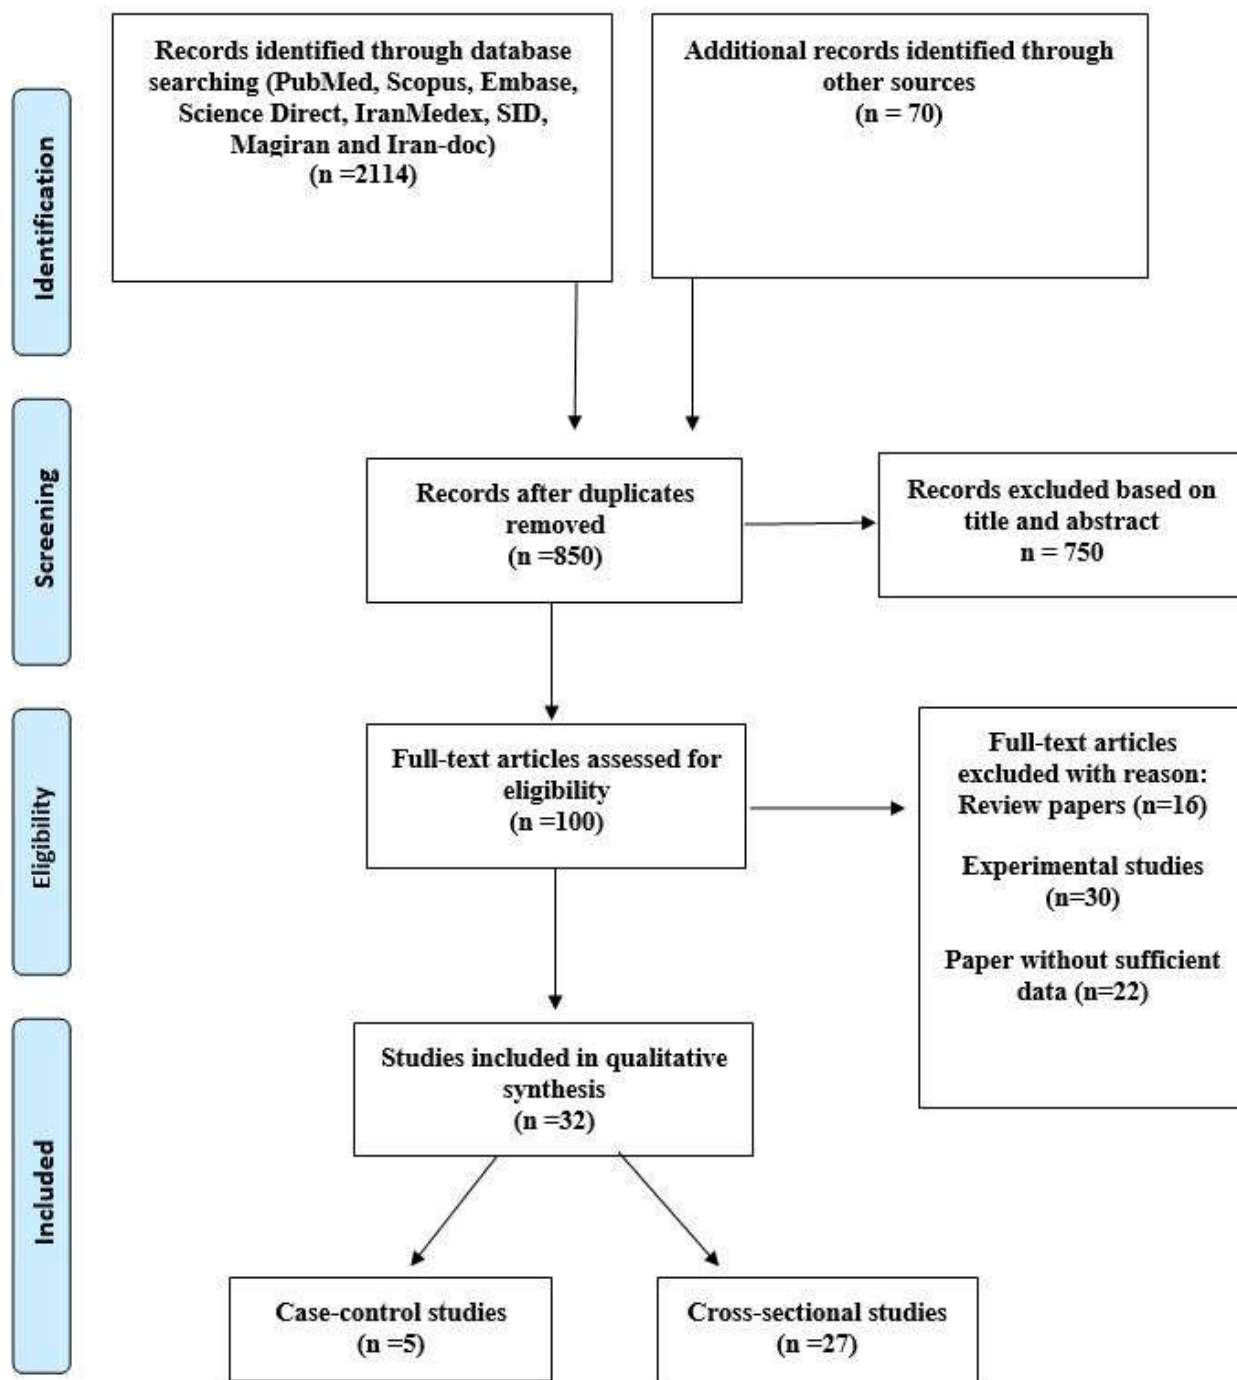 Identification
Records identified through database
searching (PubMed, Scopus, Embase,
Science Direct, IranMedex, SID,
Magiran and Iran-doc)
(n =2114)
Additional records identified through
other sources
(n = 70)
Screening
Records after duplicates
removed
(n =850)
Records excluded based on
title and abstract
n = 750
Eligibility
Full-text articles assessed for
eligibility
(n =100)
Full-text articles
excluded with reason:
Review papers (n=16)
Experimental studies
(n=30)
Paper without sufficient
data (n=22)
Included
Studies included in qualitative
synthesis
(n =32)
Case-control studies
(n =5)
Cross-sectional studies
(n =27)